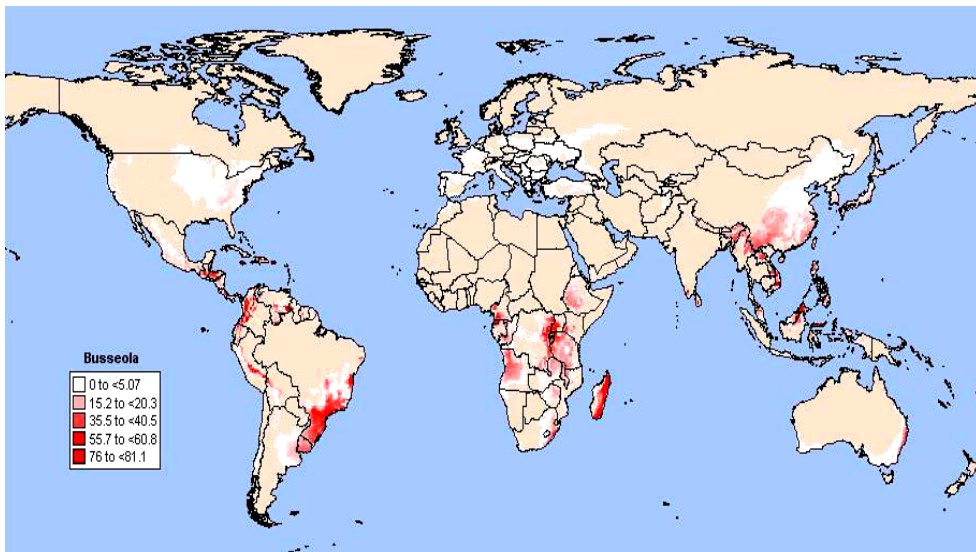 Busseola
0 to <5.07
15.2 to <20.3
35.5 to <40.5
55.7 to <60.8
76 to <81.1